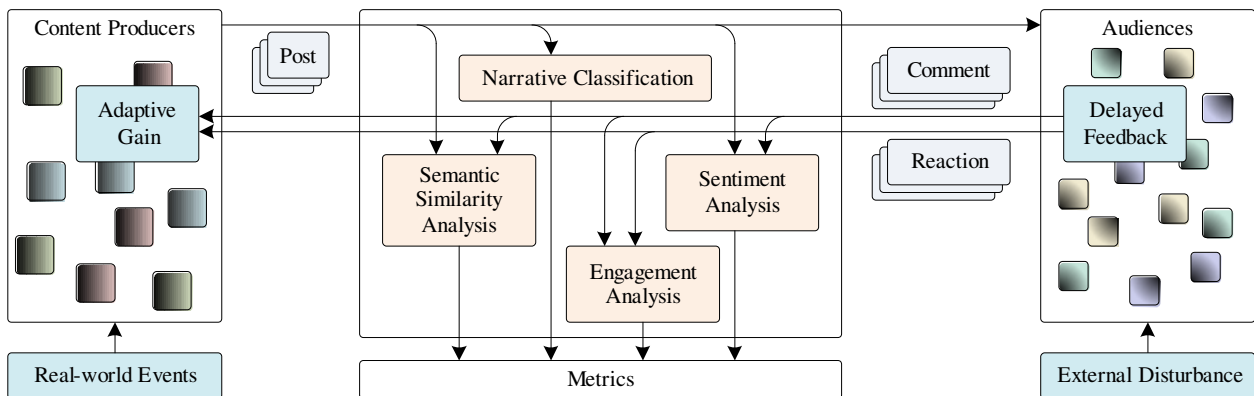 Content Producers
Audiences
Post
Narrative Classification
Comment
Adaptive
Gain
Delayed
Feedback
Reaction
Semantic
Similarity
Analysis
Sentiment
Analysis
Engagement
Analysis
Real-world Events
Metrics
External Disturbance